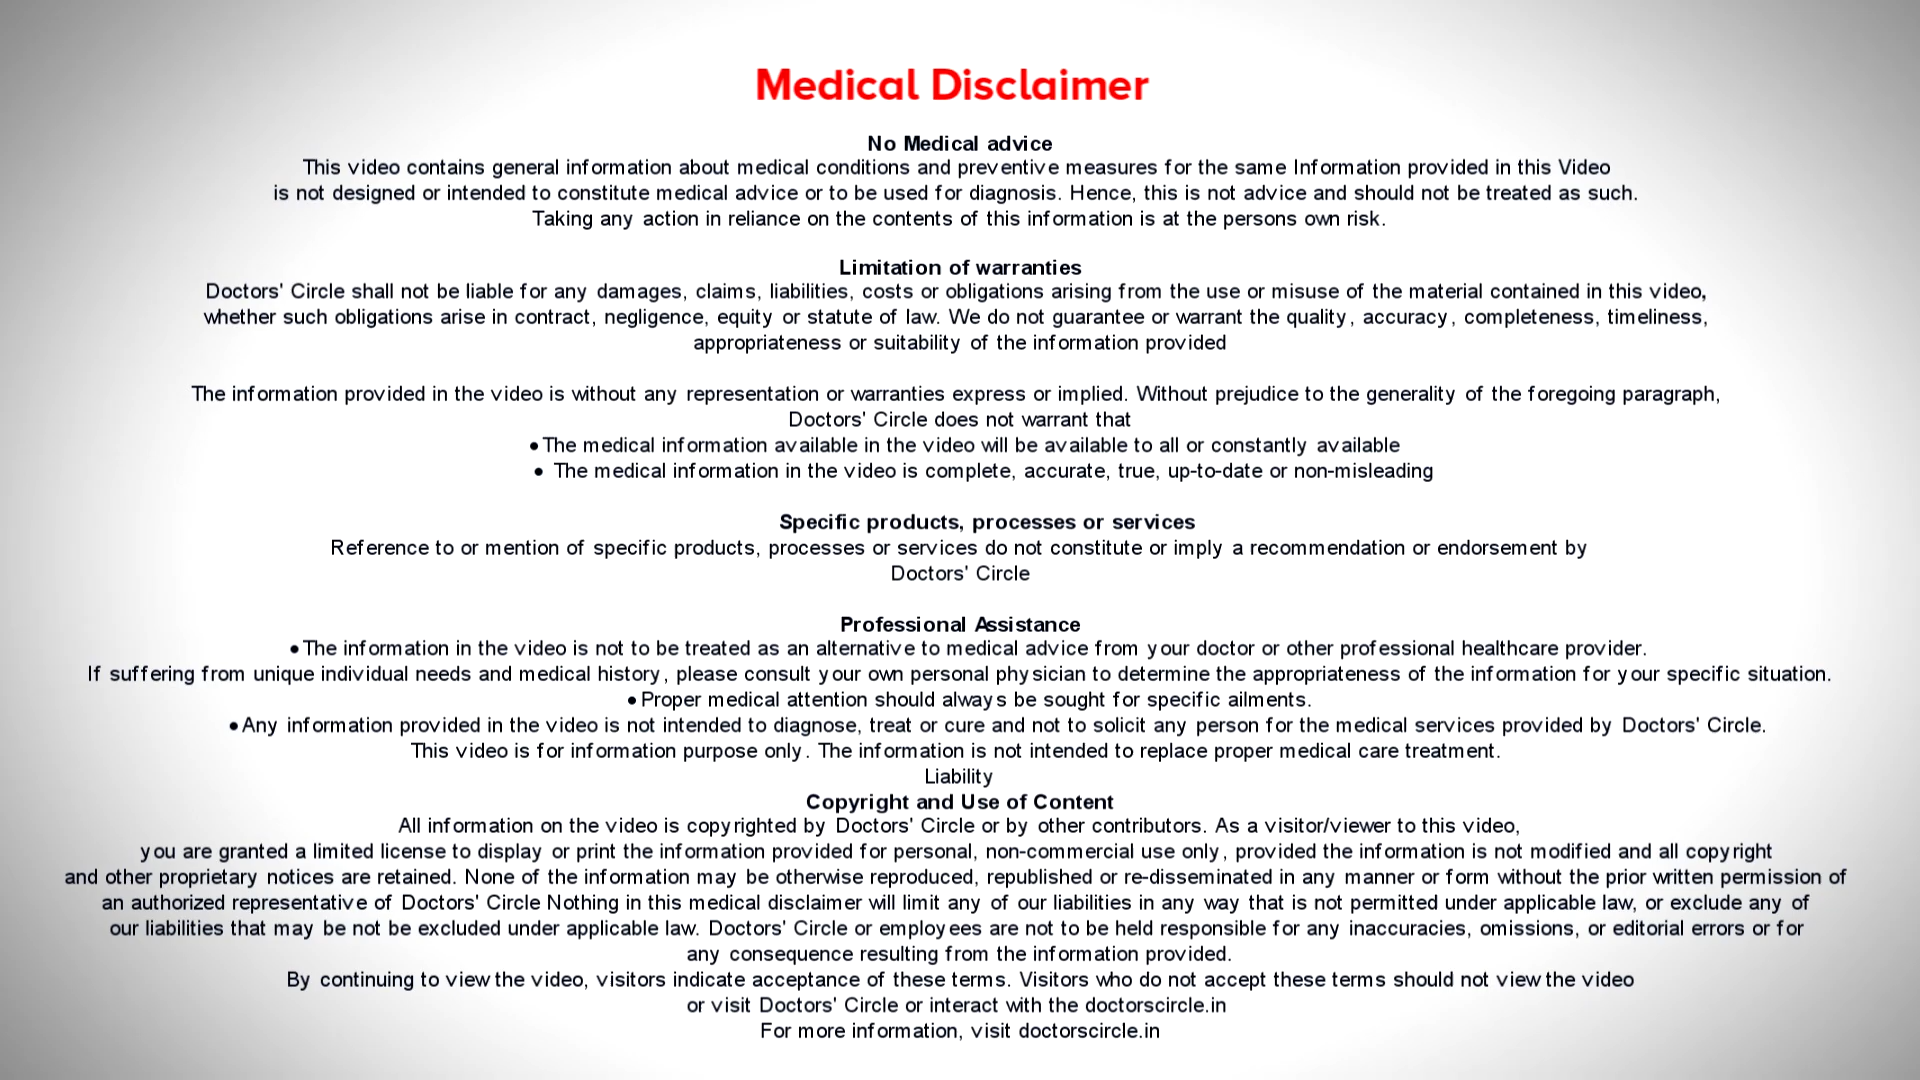 Medical Disclaimer
No Medical advice
This video contains general information about medical conditions and preventive measures for the same Information provided in this Video
is not designed or intended to constitute medical advice or to be used for diagnosis. Hence, this is not advice and should not be treated as such.
Taking any action in reliance on the contents of this information is at the persons own risk.
Limitation of warranties
Doctors' Circle shall not be liable for any damages, claims, liabilities, costs or obligations arising from the use or misuse of the material contained in this video,
whether such obligations arise in contract, negligence, equity or statute of law. We do not guarantee or warrant the quality, accuracy, completeness, timeliness,
appropriateness or suitability of the information provided
The information provided in the video is without any representation or warranties express or implied. Without prejudice to the generality of the foregoing paragraph,
Doctors' Circle does not warrant that
• The medical information available in the video will be available to all or constantly available
• The medical information in the video is complete, accurate, true, up-to-date or non-misleading
Specific products, processes or services
Reference to or mention of specific products, processes or services do not constitute or imply a recommendation or endorsement by
Doctors' Circle
Professional Assistance
• The information in the video is not to be treated as an alternative to medical advice from your doctor or other professional healthcare provider.
If suffering from unique individual needs and medical history, please consult your own personal physician to determine the appropriateness of the information for your specific situation.
• Proper medical attention should always be sought for specific ailments.
• Any information provided in the video is not intended to diagnose, treat or cure and not to solicit any person for the medical services provided by Doctors' Circle.
This video is for information purpose only. The information is not intended to replace proper medical care treatment.
Liability
Copyright and Use of Content
All information on the video is copyrighted by Doctors' Circle or by other contributors. As a visitor/viewer to this video,
you are granted a limited license to display or print the information provided for personal, non-commercial use only, provided the information is not modified and all copyright
and other proprietary notices are retained. None of the information may be otherwise reproduced, republished or re-disseminated in any manner or form without the prior written permission of
an authorized representative of Doctors' Circle Nothing in this medical disclaimer will limit any of our liabilities in any way that is not permitted under applicable law, or exclude any of
our liabilities that may be not be excluded under applicable law. Doctors' Circle or employees are not to be held responsible for any inaccuracies, omissions, or editorial errors or for
any consequence resulting from the information provided.
By continuing to view the video, visitors indicate acceptance of these terms. Visitors who do not accept these terms should not view the video
or visit Doctors' Circle or interact with the doctorscircle.in
For more information, visit doctorscircle.in